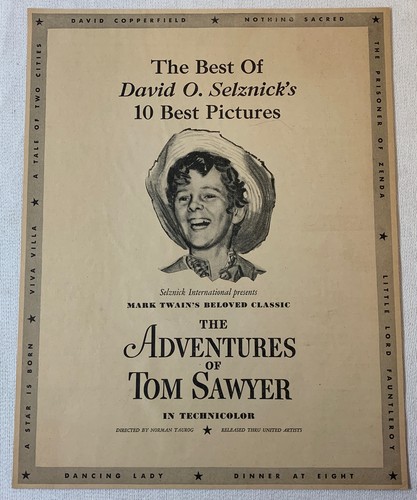 DAVID COPPERFIELD ★ NOTHING SACRED
THE PRISONER OF ZENDA
LITTLE LORD FAUNTLEROY
DANCING LADY ★ DINNER AT EIGHT
A STAR IS BORN
VIVA VILLA
A TALE OF TWO CITIES
The Best Of
David O. Selznick's
10 Best Pictures
Selznick International presents
MARK TWAIN'S BELOVED CLASSIC
THE
ADVENTURES
OF
TOM SAWYER
IN TECHNICOLOR
DIRECTED BY NORMAN TAUROG ★ RELEASED THRU UNITED ARTISTS